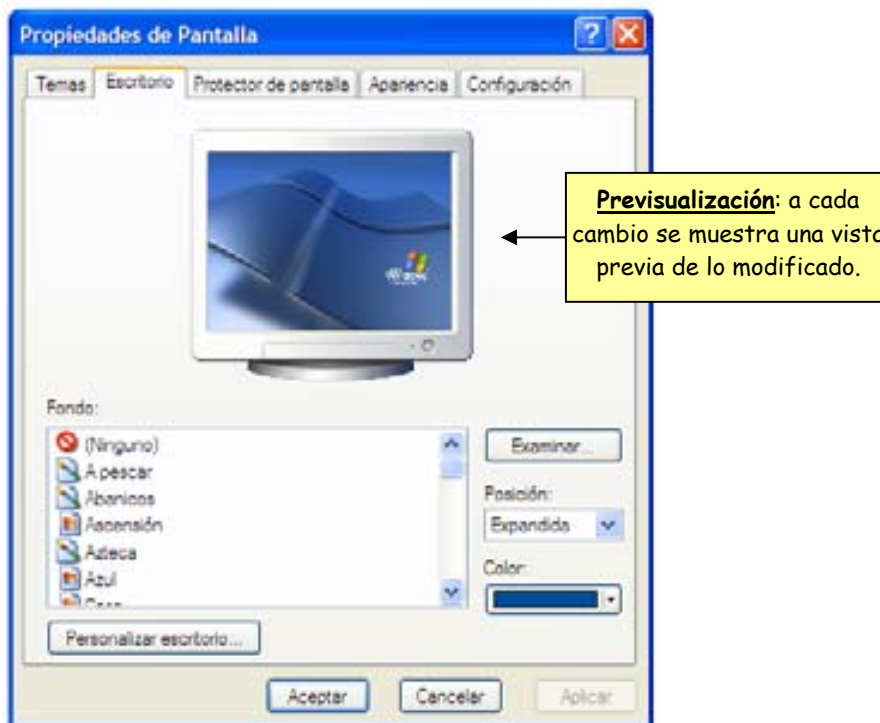 Propiedades de Pantalla
Temas Escritorio Protector de pantalla Apariencia Configuración
Previsualización: a cada
cambio se muestra una vista
previa de lo modificado.
Fondo:
(Ninguno)
A pescar
Abanicos
Ascensión
Azteca
Azul
Examinar...
Posición:
Expandida
Color:
Personalizar escritorio...
Aceptar Cancelar Aplicar